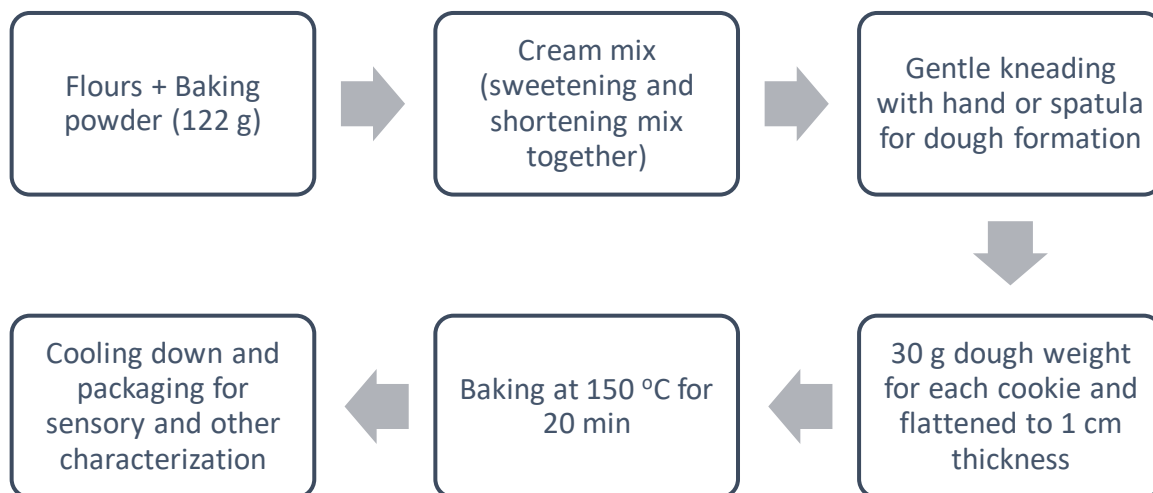 Flours + Baking
powder (122 g)
Cream mix
(sweetening and
shortening mix
together)
Gentle kneading
with hand or spatula
for dough formation
30 g dough weight
for each cookie and
flattened to 1 cm
thickness
Baking at 150 °C for
20 min
Cooling down and
packaging for
sensory and other
characterization